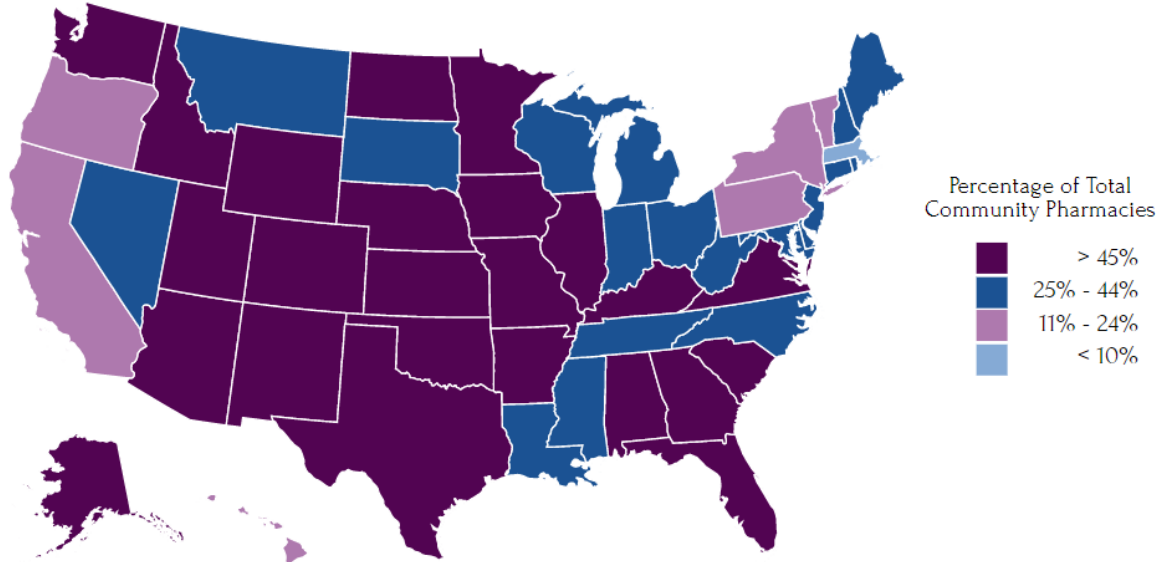 Percentage of Total
Community Pharmacies
> 45%
25% - 44%
11% - 24%
< 10%